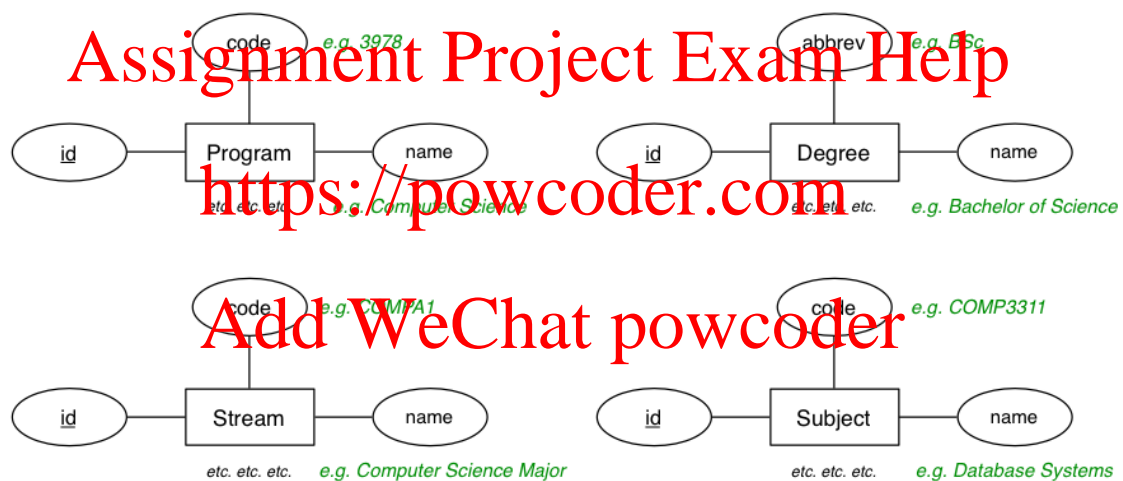 code e.g. 3978 abbrev e.g. BSc
Assignment Project Exam Help
id Program name id Degree name
https://powcoder.com
etc. etc. etc. e.g. Computer Science etc. etc. etc. e.g. Bachelor of Science
code e.g. COMPA1 code e.g. COMP3311
Add WeChat powcoder
id Stream name id Subject name
etc. etc. etc. e.g. Computer Science Major etc. etc. etc. e.g. Database Systems